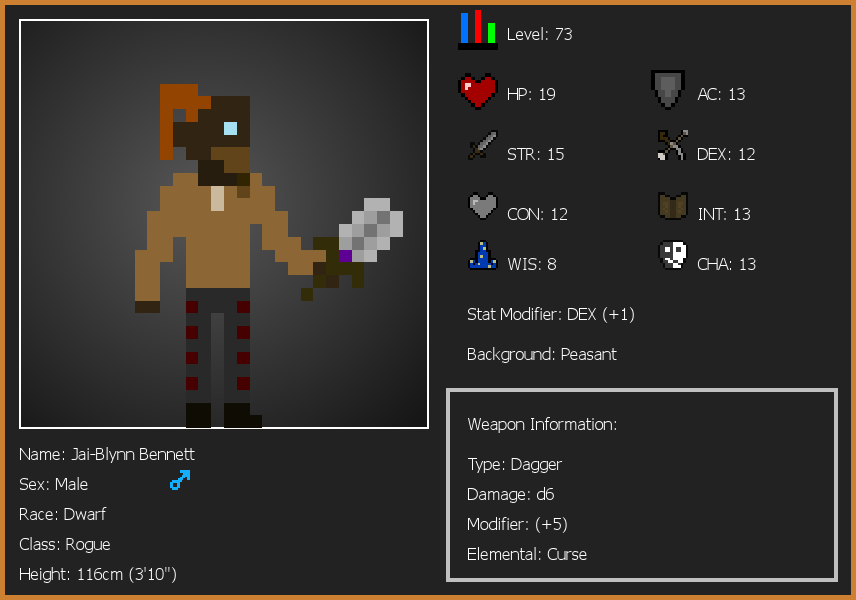 Level: 73
HP: 19
AC: 13
STR: 15
DEX: 12
CON: 12
INT: 13
WIS: 8
CHA: 13
Stat Modifier: DEX (+1)
Background: Peasant
Weapon Information:
Type: Dagger
Damage: d6
Modifier: (+5)
Elemental: Curse
Name: Jai-Blynn Bennett
Sex: Male
Race: Dwarf
Class: Rogue
Height: 116cm (3'10")